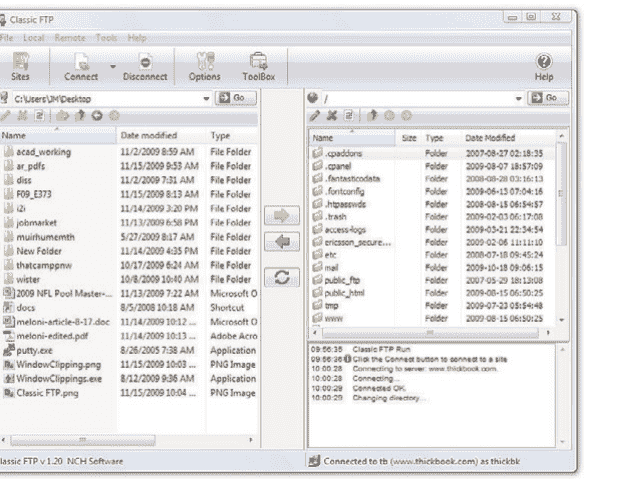 Classic FTP
File Local Remote Tools Help
Sites Connect Disconnect Options ToolBox Help
C:\Users\JM\Desktop Go
Name Date modified Type
acad_working 11/2/2009 8:59 AM File Folder
ar_pdfs 11/15/2009 9:53 AM File Folder
diss 11/2/2009 7:31 AM File Folder
F09_E373 11/15/2009 8:13 AM File Folder
i2i 11/14/2009 3:20 PM File Folder
jobmarket 11/13/2009 6:58 PM File Folder
muirhumemth 5/27/2009 8:17 AM File Folder
New Folder 11/14/2009 4:35 PM File Folder
thatcamppnw 10/17/2009 6:24 AM File Folder
wister 10/8/2009 10:40 AM File Folder
2009 NFL Pool Master-... 11/13/2009 7:22 AM Microsoft O
docs 8/5/2008 10:18 AM Shortcut
meloni-article-8-17.doc 11/14/2009 10:12 ... Microsoft O
meloni-edited.pdf 11/14/2009 10:13 ... Adobe Acro
putty.exe 8/26/2005 7:38 AM Application
WindowClipping.png 11/15/2009 10:03 ... PNG Image
WindowClippings.exe 8/12/2009 9:36 AM Application
Classic FTP.png 11/15/2009 10:04 ... PNG Image
/ Go
Name Size Type Date Modified
.cpaddons Folder 2007-08-27 02:18:35
.cpanel Folder 2009-08-07 18:57:09
.fantasticodata Folder 2008-08-28 03:16:13
.fontconfig Folder 2009-06-13 07:04:16
.htpasswds Folder 2008-08-15 06:54:57
.trash Folder 2009-02-03 06:17:08
access-logs Folder 2009-03-21 22:34:54
ericsson_secure... Folder 2009-02-06 11:11:10
etc Folder 2008-07-18 09:45:24
mail Folder 2009-10-18 09:06:15
public_ftp Folder 2007-05-29 18:13:08
public_html Folder 2009-08-15 06:50:25
tmp Folder 2009-07-23 05:54:48
www Folder 2009-08-15 06:50:25
09:56:35 Classic FTP Run
09:56:36 Click the Connect button to connect to a site
10:00:28 Connecting to server: www.thickbook.com
10:00:28 Connecting...
10:00:29 Connected OK.
10:00:29 Changing directory...
lassic FTP v 1.20 NCH Software
Connected to tb (www.thickbook.com) as thickbk